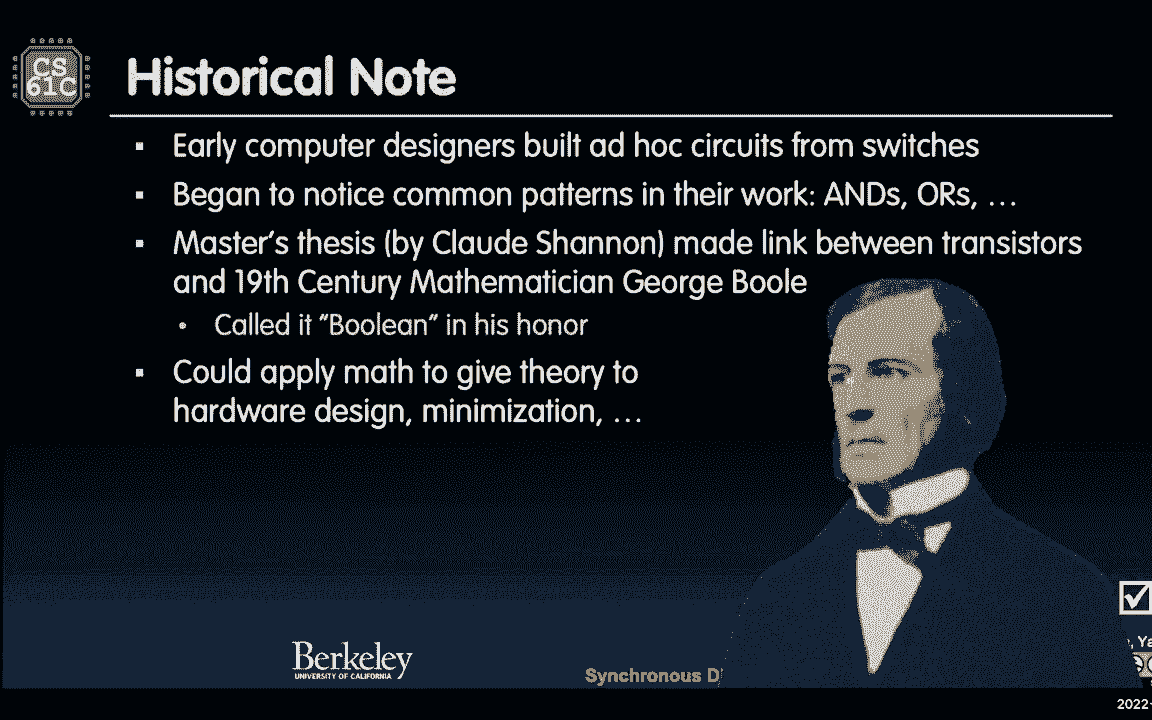 CS
61C
Historical Note
▪ Early computer designers built ad hoc circuits from switches
▪ Began to notice common patterns in their work: ANDs, ORs, …
▪ Master’s thesis (by Claude Shannon) made link between transistors
and 19th Century Mathematician George Boole
• Called it “Boolean” in his honor
▪ Could apply math to give theory to
hardware design, minimization, …
Berkeley
UNIVERSITY OF CALIFORNIA
Synchronous D
Ya
2022-